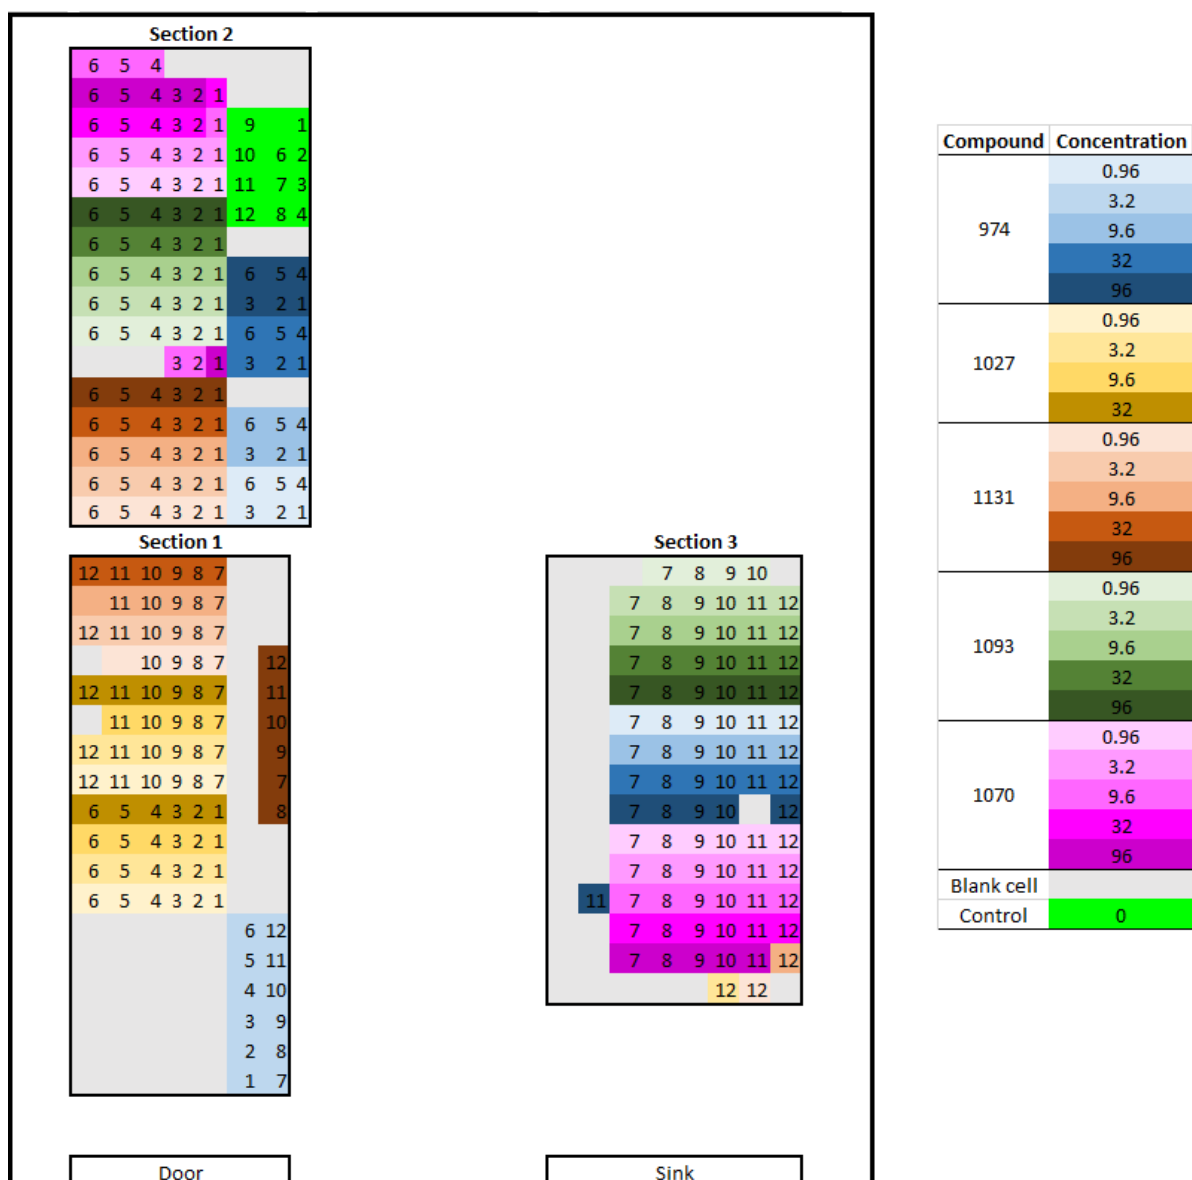 Section 2
6 5 4
6 5 4 3 2 1
6 5 4 3 2 1 9 1
6 5 4 3 2 1 10 6 2
6 5 4 3 2 1 11 7 3
6 5 4 3 2 1 12 8 4
6 5 4 3 2 1
6 5 4 3 2 1 6 5 4
6 5 4 3 2 1 3 2 1
6 5 4 3 2 1 6 5 4
3 2 1 3 2 1
6 5 4 3 2 1
6 5 4 3 2 1 6 5 4
6 5 4 3 2 1 3 2 1
6 5 4 3 2 1 6 5 4
6 5 4 3 2 1 3 2 1
Section 1
12 11 10 9 8 7
11 10 9 8 7
12 11 10 9 8 7
10 9 8 7 12
12 11 10 9 8 7 11
11 10 9 8 7 10
12 11 10 9 8 7 9
12 11 10 9 8 7 7
6 5 4 3 2 1 8
6 5 4 3 2 1
6 5 4 3 2 1
6 5 4 3 2 1
6 12
5 11
4 10
3 9
2 8
1 7
Door
Section 3
7 8 9 10
7 8 9 10 11 12
7 8 9 10 11 12
7 8 9 10 11 12
7 8 9 10 11 12
7 8 9 10 11 12
7 8 9 10 11 12
7 8 9 10 11 12
7 8 9 10 12
7 8 9 10 11 12
7 8 9 10 11 12
11 7 8 9 10 11 12
7 8 9 10 11 12
7 8 9 10 11 12
12 12
Sink
Compound Concentration
0.96
3.2
974 9.6
32
96
0.96
3.2
1027
9.6
32
0.96
3.2
1131 9.6
32
96
0.96
3.2
1093 9.6
32
96
0.96
3.2
1070 9.6
32
96
Blank cell
Control 0